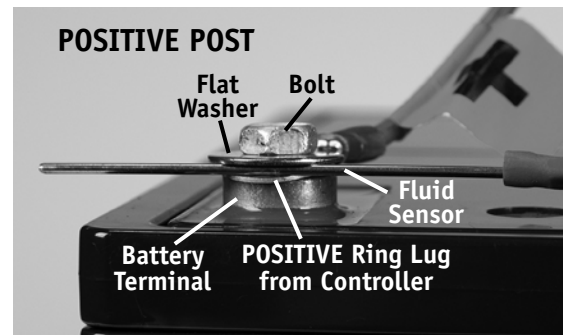 POSITIVE POST
Flat
Washer
Bolt
Fluid
Sensor
Battery
Terminal
POSITIVE Ring Lug
from Controller